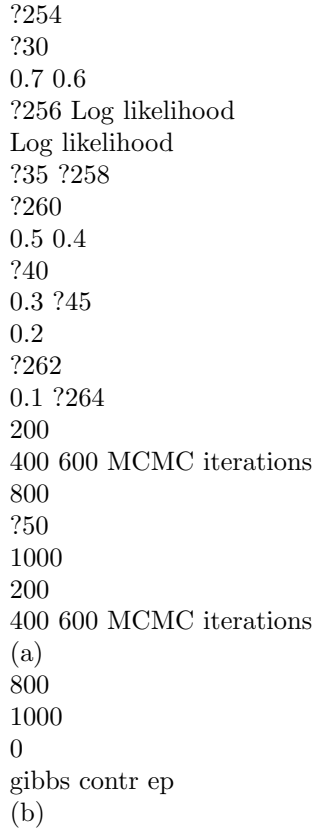 ?254
?30
0.7 0.6
?256 Log likelihood
Log likelihood
?35 ?258
?260
0.5 0.4
?40
0.3 ?45
0.2
?262
0.1 ?264
200
400 600 MCMC iterations
800
?50
1000
200
400 600 MCMC iterations
(a)
800
1000
0
gibbs contr ep
(b)